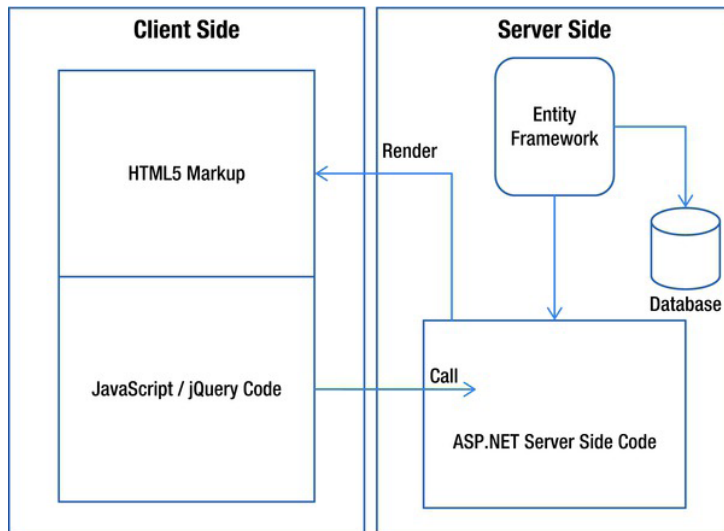 Client Side
Server Side
Entity
Framework
Render
HTML5 Markup
Database
JavaScript / jQuery Code
Call
ASP.NET Server Side Code